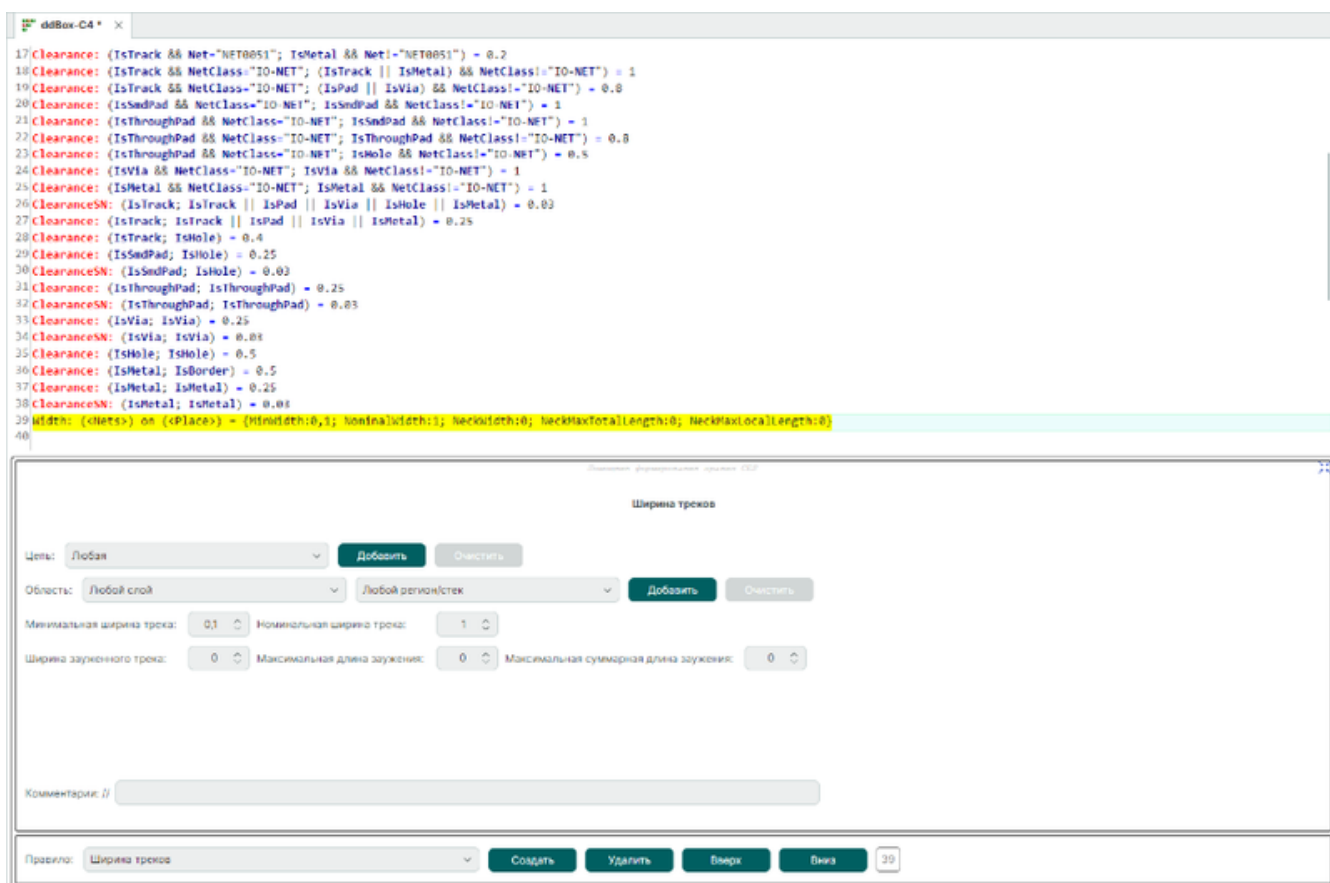 ddBox-C4 *
17 Clearance: (IsTrack && Net="NET0051"; IsMetal && Net!="NET0051") = 0.2
18 Clearance: (IsTrack && NetClass="IO-NET"; (IsTrack || IsMetal) && NetClass!="IO-NET") = 1
19 Clearance: (IsTrack && NetClass="IO-NET"; (IsPad || IsVia) && NetClass!="IO-NET") = 0.8
20 Clearance: (IsSmdPad && NetClass="IO-NET"; IsSmdPad && NetClass!="IO-NET") = 1
21 Clearance: (IsThroughPad && NetClass="IO-NET"; IsSmdPad && NetClass!="IO-NET") = 1
22 Clearance: (IsThroughPad && NetClass="IO-NET"; IsThroughPad && NetClass!="IO-NET") = 0.8
23 Clearance: (IsThroughPad && NetClass="IO-NET"; IsHole && NetClass!="IO-NET") = 0.5
24 Clearance: (IsVia && NetClass="IO-NET"; IsVia && NetClass!="IO-NET") = 1
25 Clearance: (IsMetal && NetClass="IO-NET"; IsMetal && NetClass!="IO-NET") = 1
26 ClearanceSN: (IsTrack; IsTrack || IsPad || IsVia || IsHole || IsMetal) = 0.03
27 Clearance: (IsTrack; IsTrack || IsPad || IsVia || IsMetal) = 0.25
28 Clearance: (IsTrack; IsHole) = 0.4
29 Clearance: (IsSmdPad; IsHole) = 0.25
30 ClearanceSN: (IsSmdPad; IsHole) = 0.03
31 Clearance: (IsThroughPad; IsThroughPad) = 0.25
32 ClearanceSN: (IsThroughPad; IsThroughPad) = 0.03
33 Clearance: (IsVia; IsVia) = 0.25
34 ClearanceSN: (IsVia; IsVia) = 0.03
35 Clearance: (IsHole; IsHole) = 0.5
36 Clearance: (IsMetal; IsBorder) = 0.5
37 Clearance: (IsMetal; IsMetal) = 0.25
38 ClearanceSN: (IsMetal; IsMetal) = 0.03
39 Width: (<Nets>) on (<Place>) = {MinWidth:0,1; NominalWidth:1; NeckWidth:0; NeckMaxTotalLength:0; NeckMaxLocalLength:0}
40
Ширина треков
Цепь: Любая Добавить Очистить
Область: Любой слой Любой регион/стек Добавить Очистить
Минимальная ширина трека: 0,1 Номинальная ширина трека: 1
Ширина зауженного трека: 0 Максимальная длина заужения: 0 Максимальная суммарная длина заужения: 0
Комментарии: //
Правило: Ширина треков Создать Удалить Вверх Вниз 39